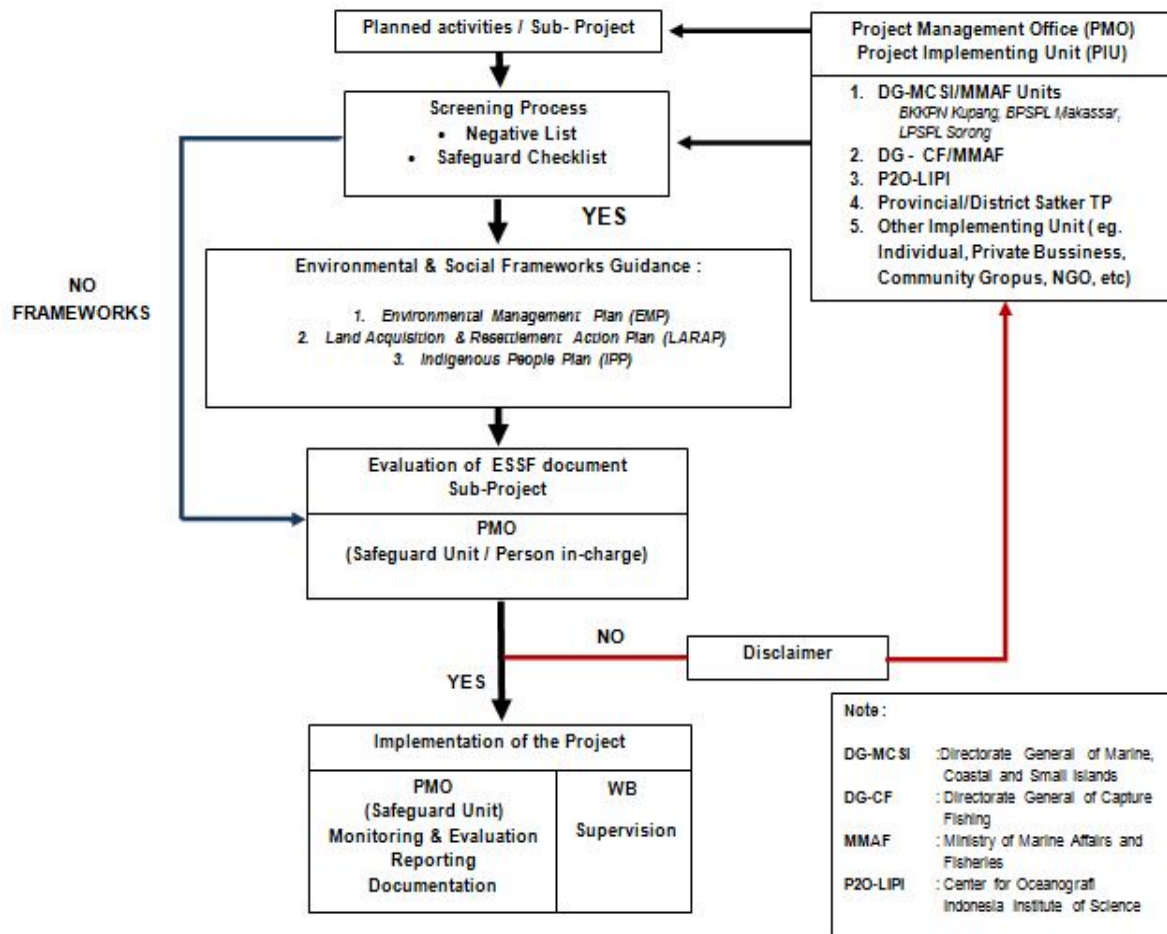 Planned activities / Sub- Project
Project Management Office (PMO)
Project Implementing Unit (PIU)
1. DG-MCSI/MMAF Units
BKKPN Kupang, BPSPL Makassar,
LPSPL Sorong
2. DG - CF/MMAF
3. P2O-LIPI
4. Provincial/District Satker TP
5. Other Implementing Unit ( eg.
Individual, Private Bussiness,
Community Gropus, NGO, etc)
Screening Process
• Negative List
• Safeguard Checklist
YES
NO
FRAMEWORKS
Environmental & Social Frameworks Guidance :
1. Environmental Management Plan (EMP)
2. Land Acquisition & Resettlement Action Plan (LARAP)
3. Indigenous People Plan (IPP)
Evaluation of ESSF document
Sub-Project
PMO
(Safeguard Unit / Person in-charge)
NO
Disclaimer
YES
Implementation of the Project
PMO
(Safeguard Unit)
Monitoring & Evaluation
Reporting
Documentation
WB
Supervision
Note :
DG-MCSI :Directorate General of Marine,
Coastal and Small Islands
DG-CF : Directorate General of Capture
Fishing
MMAF : Ministry of Marine Affairs and
Fisheries
P2O-LIPI : Center for Oceanografi
Indonesia Institute of Science